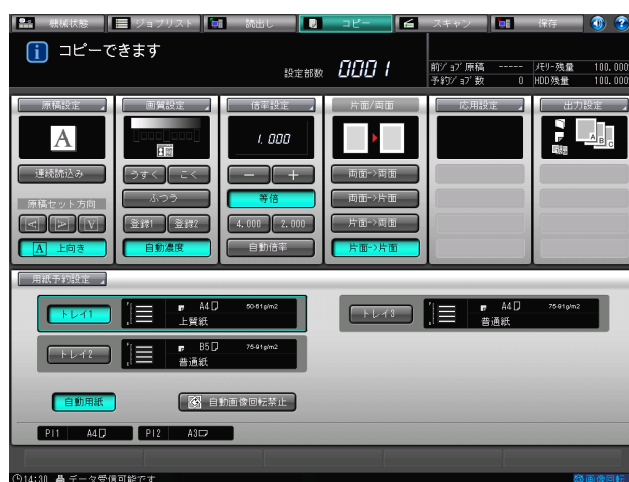 機械状態 ジョブリスト 読出し コピー スキャン 保存
コピーできます
設定部数 0001
前ジョブ原稿 ----- メモリー残量 100.000
予約ジョブ数 0 HDD残量 100.000
原稿設定 画質設定 倍率設定 片面/両面 応用設定 出力設定
A 1.000 A B C
連続読込み うすく こく － ＋ 両面->両面
原稿セット方向 ふつう 等倍 両面->片面
A A A 登録1 登録2 4.000 2.000 片面->両面
A 上向き 自動濃度 自動倍率 片面->片面
用紙予約設定
トレイ1 A4 50-61g/m2
上質紙
トレイ3 A4 75-91g/m2
普通紙
トレイ2 B5 75-91g/m2
普通紙
自動用紙 自動画像回転禁止
PI1 A4 PI2 A3
14:30 データ受信可能です 画像回転